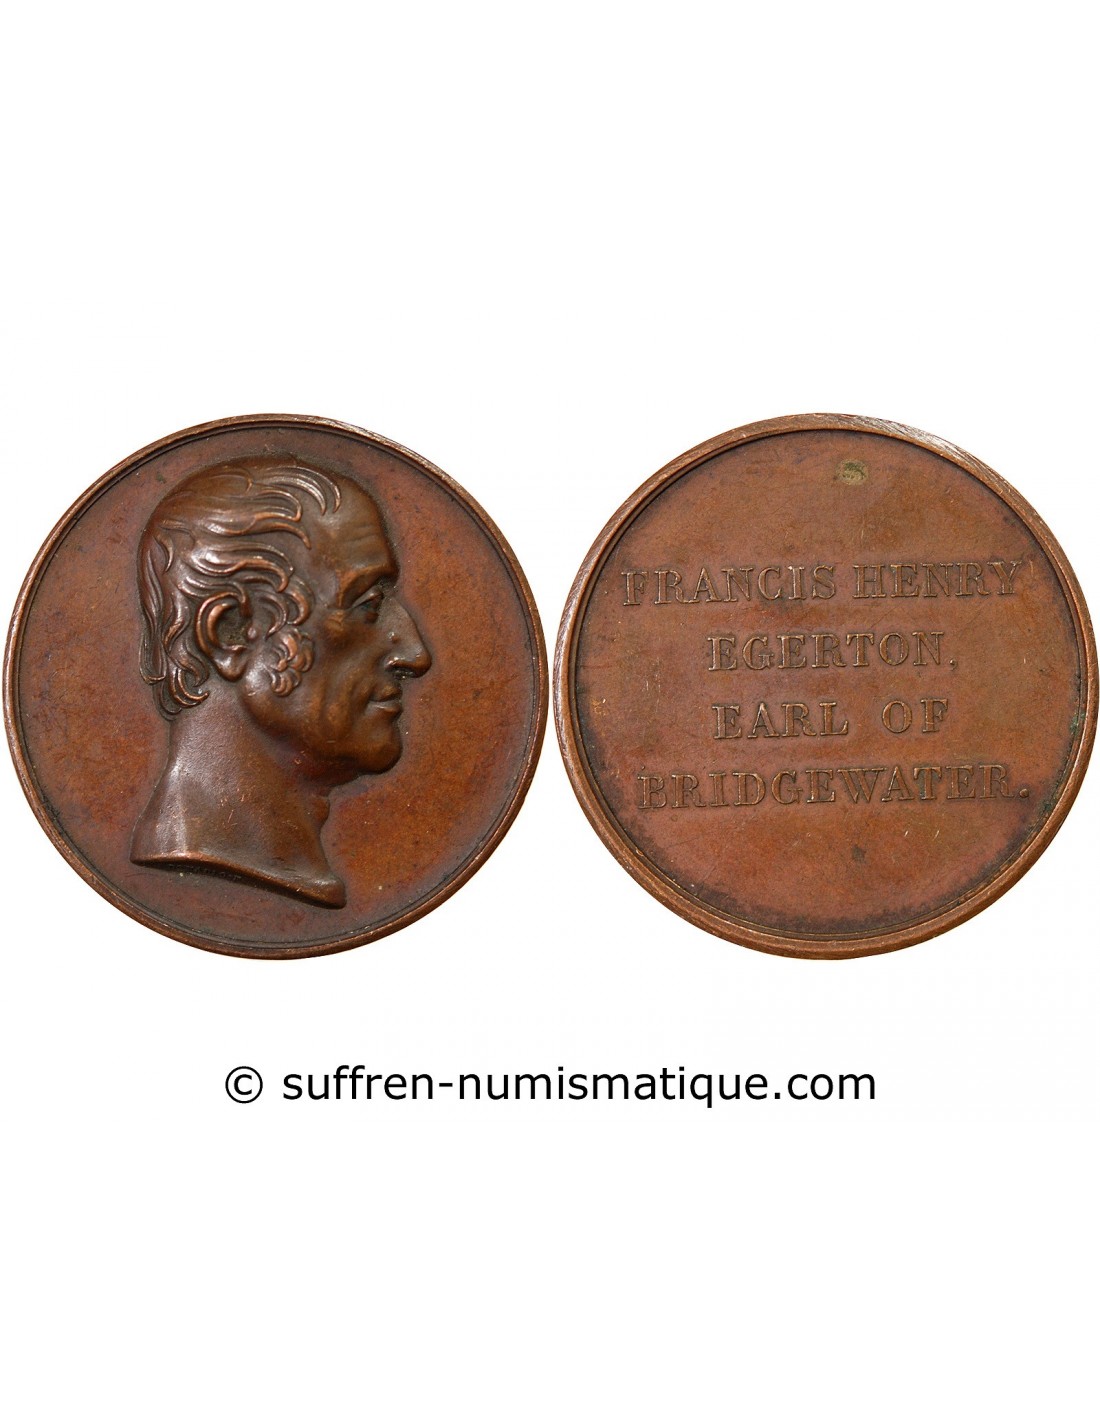 FRANCIS HENRY
EGERTON.
EARL OF
BRIDGEWATER.
© suffren-numismatique.com